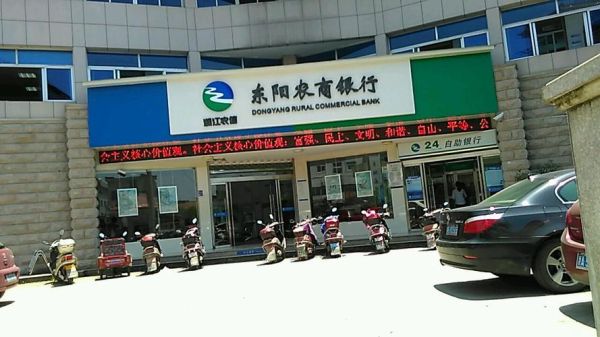 东阳农商银行
DONGYANG RURAL COMMERCIAL BANK
浙江农信
会主义核心价值观。社会主义核心价值观：富强、民主、文明、和谐、自由、平等、公
24 自助银行